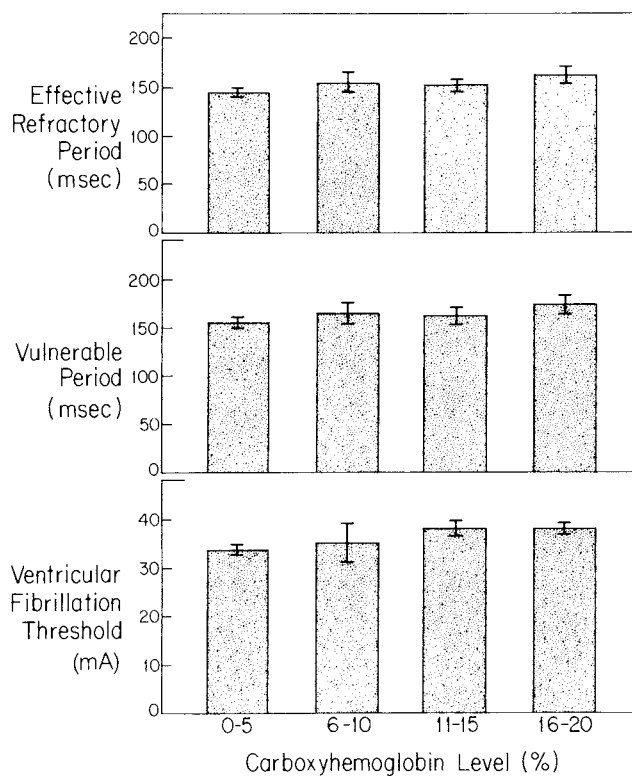 200
150
100
50
0
Effective
Refractory
Period
(msec)
200
150
100
50
0
Vulnerable
Period
(msec)
40
30
20
10
0
Ventricular
Fibrillation
Threshold
(mA)
0-5 6-10 11-15 16-20
Carboxyhemoglobin Level (%)